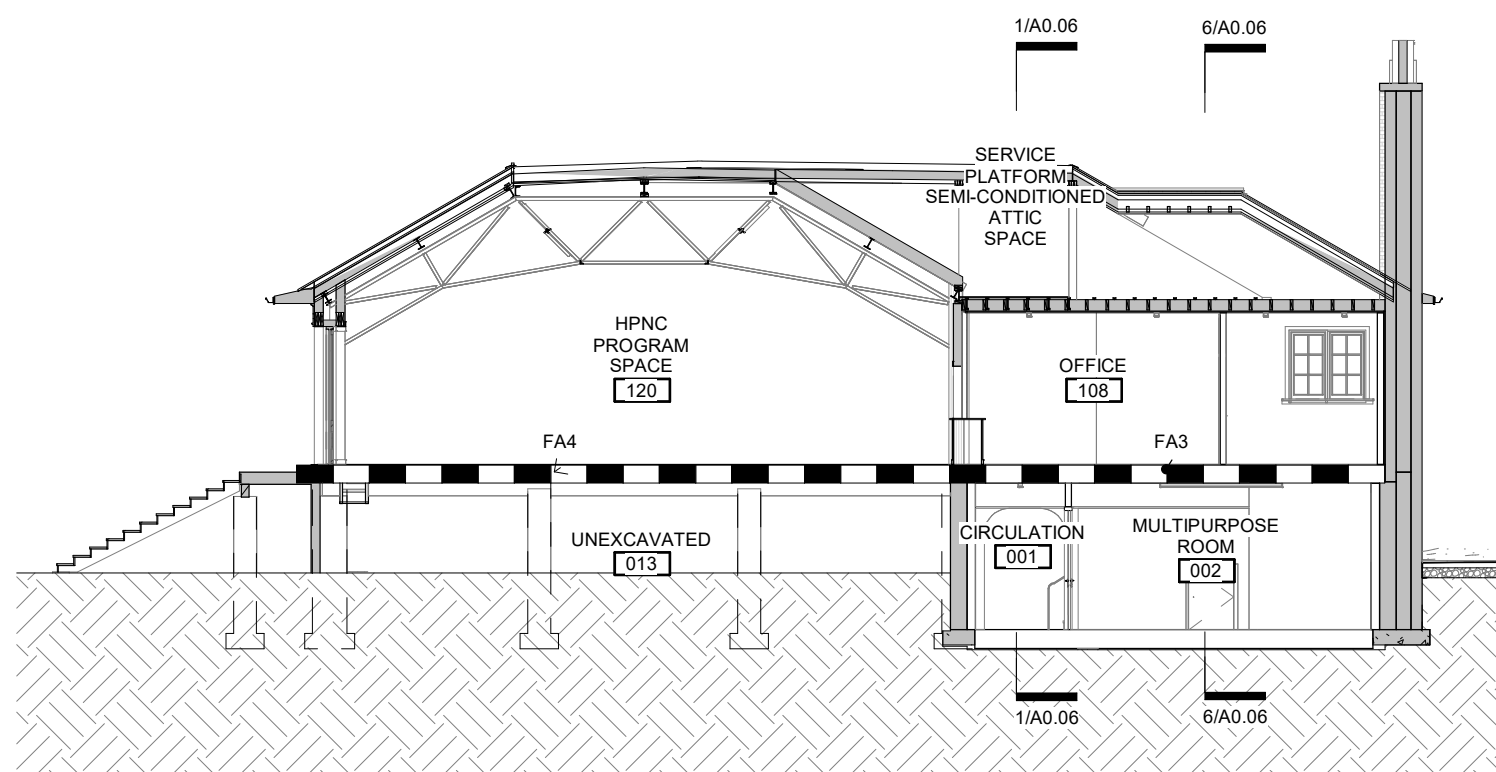 1/A0.06
6/A0.06
SERVICE
PLATFORM
SEMI-CONDITIONED
ATTIC
SPACE
HPNC
PROGRAM
SPACE
120
OFFICE
108
FA4
FA3
UNEXCAVATED
013
CIRCULATION
001
MULTIPURPOSE
ROOM
002
1/A0.06
6/A0.06